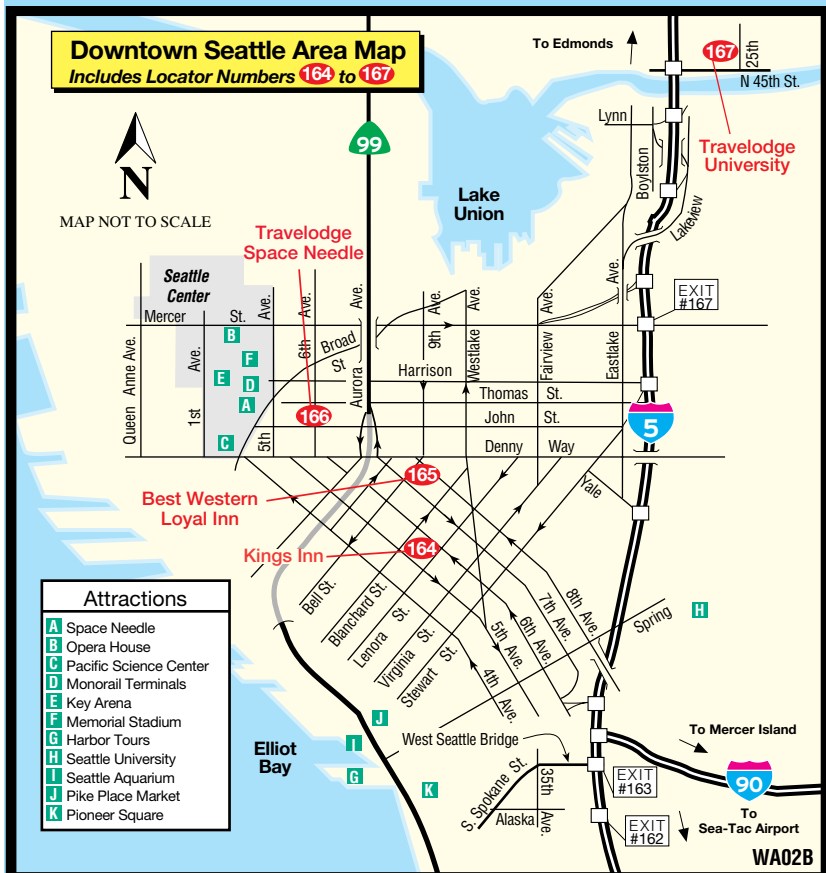 Downtown Seattle Area Map
Includes Locator Numbers 164 to 167
To Edmonds
167
25th
N 45th St.
99
Lynn
Travelodge
University
Boylston
N
MAP NOT TO SCALE
Lake
Union
Lakeview
Travelodge
Space Needle
Seattle
Center
Ave.
Ave.
Ave.
Ave.
Ave.
Ave.
EXIT
#167
Mercer St.
B
6th
Broad
St
9th
Westlake
Fairview
Eastlake
Queen Anne Ave.
Ave.
1st
F
E
D
A
C
5th
Aurora
Harrison
Thomas St.
166
John St.
5
Denny Way
165
Yale
Best Western
Loyal Inn
Kings Inn
164
Bell St.
Blanchard St.
Lenora St.
Virginia St.
Stewart St.
4th Ave.
5th Ave.
6th Ave.
7th Ave.
8th Ave.
Spring
H
Attractions
A Space Needle
B Opera House
C Pacific Science Center
D Monorail Terminals
E Key Arena
F Memorial Stadium
G Harbor Tours
H Seattle University
I Seattle Aquarium
J Pike Place Market
K Pioneer Square
J
I
G
K
Elliot
Bay
West Seattle Bridge
To Mercer Island
S. Spokane St.
35th Ave.
Alaska
EXIT
#163
90
EXIT
#162
To
Sea-Tac Airport
WA02B